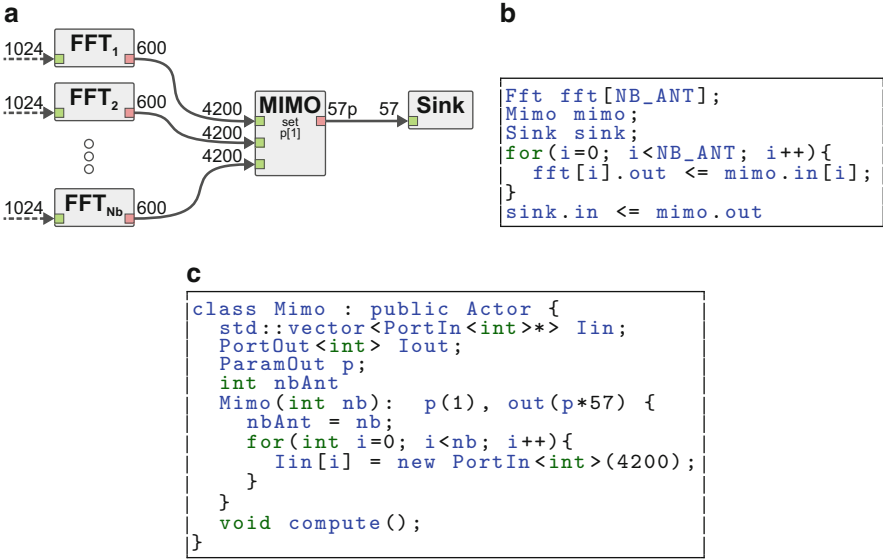 a
1024 FFT1 600
1024 FFT2 600
4200 MIMO 57p 57 Sink
set
p[1]
4200
4200
1024 FFTNb 600
b
Fft fft[NB_ANT];
Mimo mimo;
Sink sink;
for(i=0; i<NB_ANT; i++){
fft[i].out <= mimo.in[i];
}
sink.in <= mimo.out
c
class Mimo : public Actor {
std::vector<PortIn<int>*> Iin;
PortOut<int> Iout;
ParamOut p;
int nbAnt
Mimo(int nb): p(1), out(p*57) {
nbAnt = nb;
for(int i=0; i<nb; i++){
Iin[i] = new PortIn<int>(4200);
}
}
void compute();
}